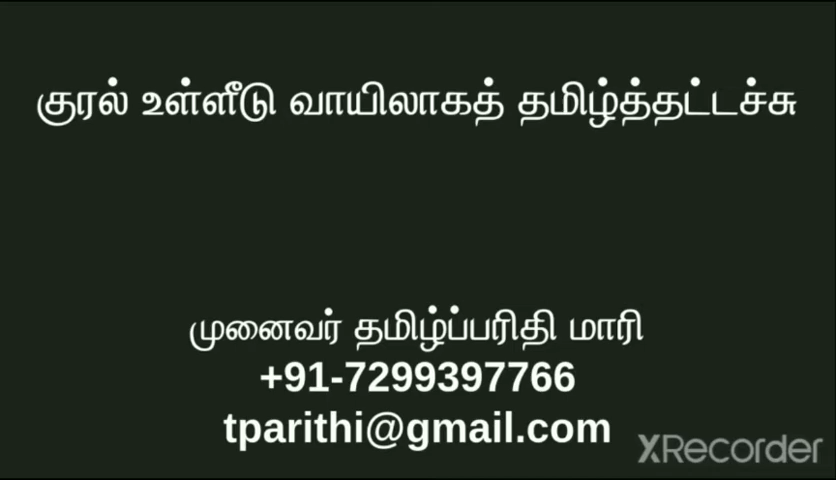 குரல் உள்ளீடு வாயிலாகத் தமிழ்த்தட்டச்சு
முனைவர் தமிழ்ப்பரிதி மாரி
+91-7299397766
tparithi@gmail.com
XRecorder